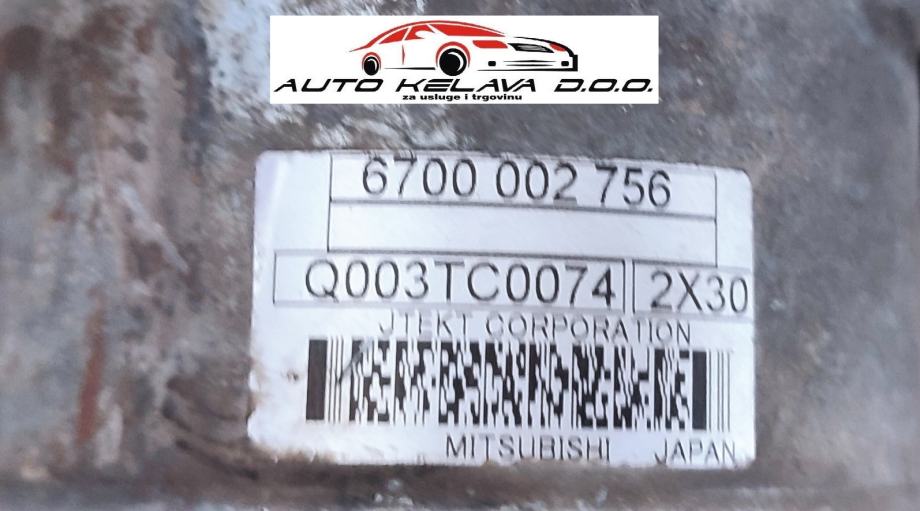 AUTO KELAVA D.O.O.
za usluge i trgovinu
6700 002 756
Q003TC0074 2X30
JTEKT CORPORATION
MITSUBISHI JAPAN